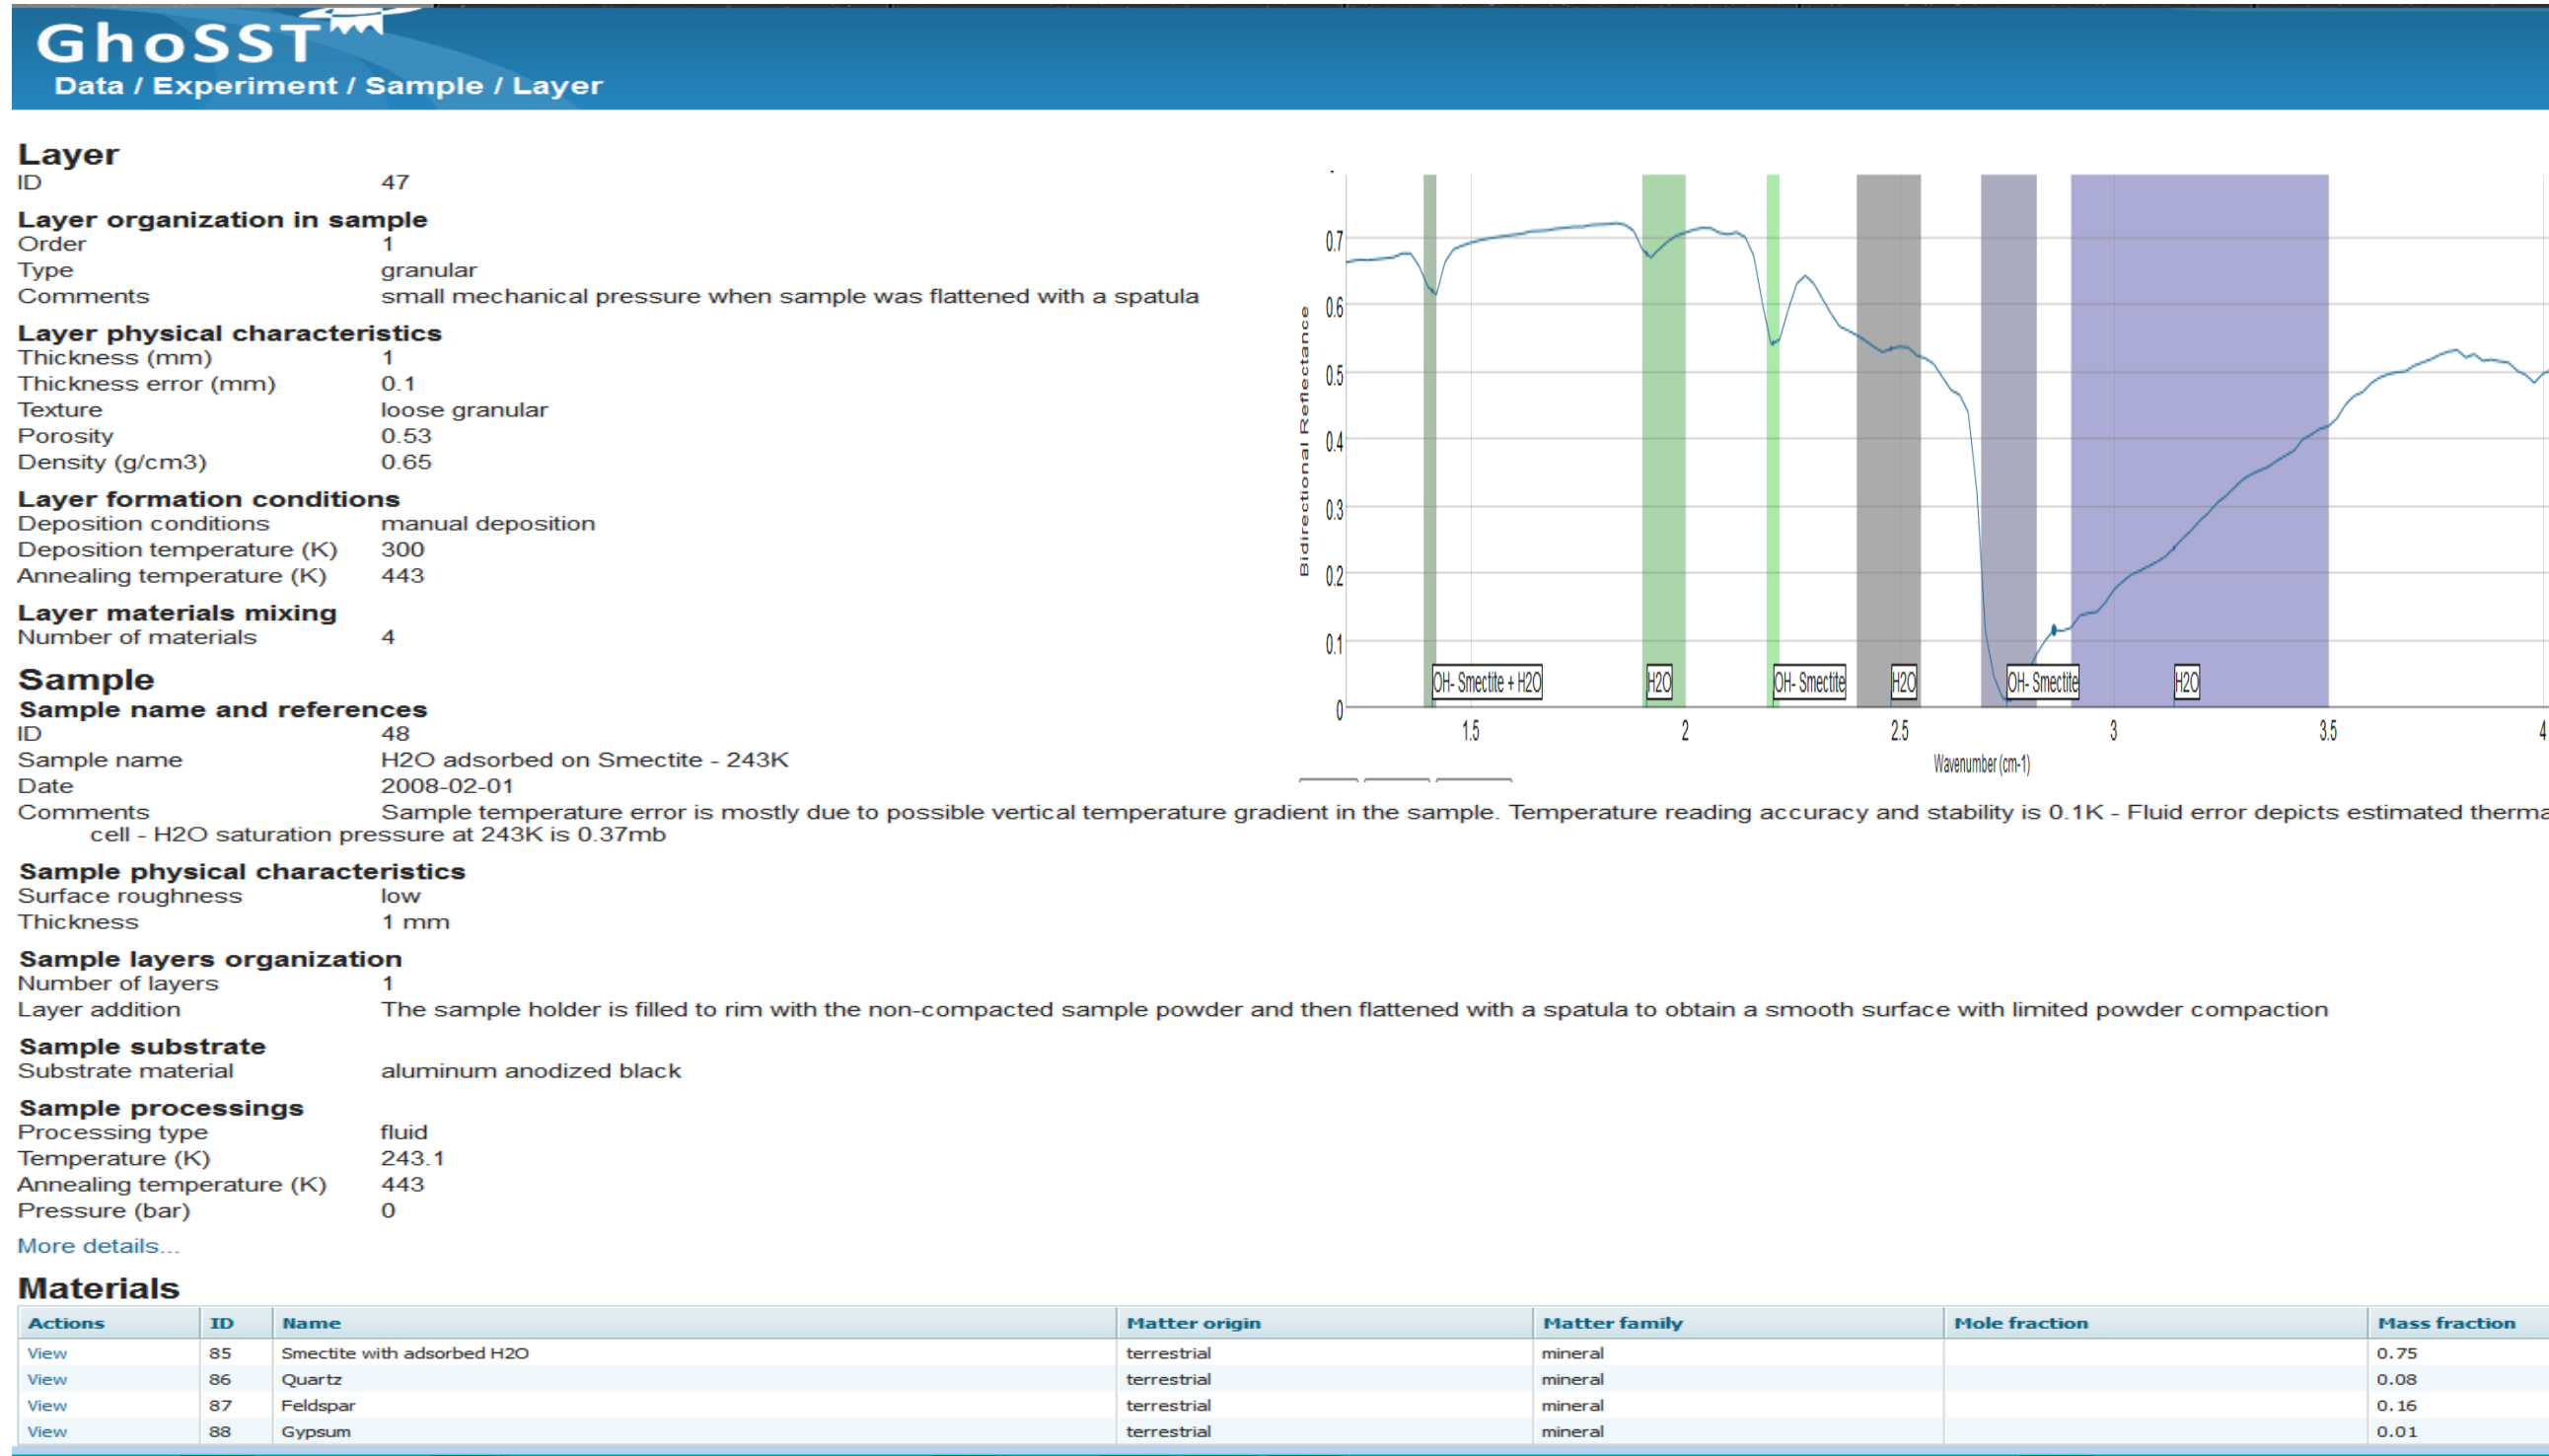 GhoSST
Data / Experiment / Sample / Layer
Layer
ID 47
Layer organization in sample
Order 1
Type granular
Comments small mechanical pressure when sample was flattened with a spatula
Layer physical characteristics
Thickness (mm) 1
Thickness error (mm) 0.1
Texture loose granular
Porosity 0.53
Density (g/cm3) 0.65
Layer formation conditions
Deposition conditions manual deposition
Deposition temperature (K) 300
Annealing temperature (K) 443
Layer materials mixing
Number of materials 4
Bidirectional Reflectance
0.7
0.6
0.5
0.4
0.3
0.2
0.1
0
OH- Smectite + H2O H2O OH- Smectite H2O OH- Smectite H2O
1.5 2 2.5 3 3.5 4
Wavenumber (cm-1)
Sample
Sample name and references
ID 48
Sample name H2O adsorbed on Smectite - 243K
Date 2008-02-01
Comments Sample temperature error is mostly due to possible vertical temperature gradient in the sample. Temperature reading accuracy and stability is 0.1K - Fluid error depicts estimated therma
cell - H2O saturation pressure at 243K is 0.37mb
Sample physical characteristics
Surface roughness low
Thickness 1 mm
Sample layers organization
Number of layers 1
Layer addition The sample holder is filled to rim with the non-compacted sample powder and then flattened with a spatula to obtain a smooth surface with limited powder compaction
Sample substrate
Substrate material aluminum anodized black
Sample processings
Processing type fluid
Temperature (K) 243.1
Annealing temperature (K) 443
Pressure (bar) 0
More details...
Materials
Actions ID Name Matter origin Matter family Mole fraction Mass fraction
View 85 Smectite with adsorbed H2O terrestrial mineral 0.75
View 86 Quartz terrestrial mineral 0.08
View 87 Feldspar terrestrial mineral 0.16
View 88 Gypsum terrestrial mineral 0.01